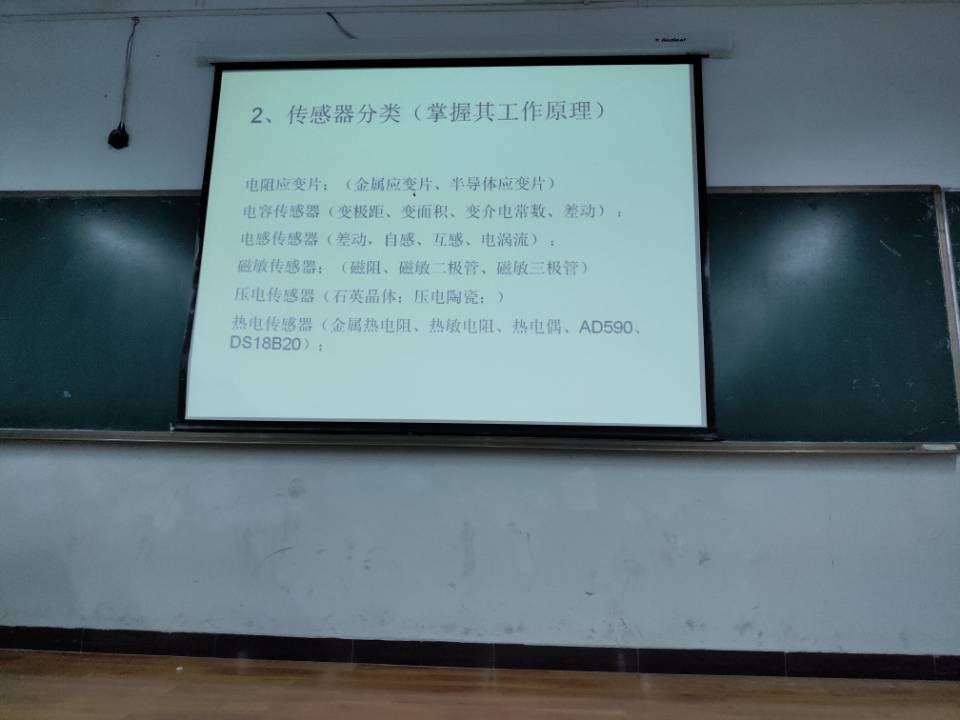 2、传感器分类（掌握其工作原理）
电阻应变片；（金属应变片、半导体应变片）
电容传感器（变极距、变面积、变介电常数、差动）；
电感传感器（差动，自感、互感、电涡流）；
磁敏传感器；（磁阻、磁敏二极管、磁敏三极管）
压电传感器（石英晶体；压电陶瓷；）
热电传感器（金属热电阻、热敏电阻、热电偶、AD590、
DS18B20）；